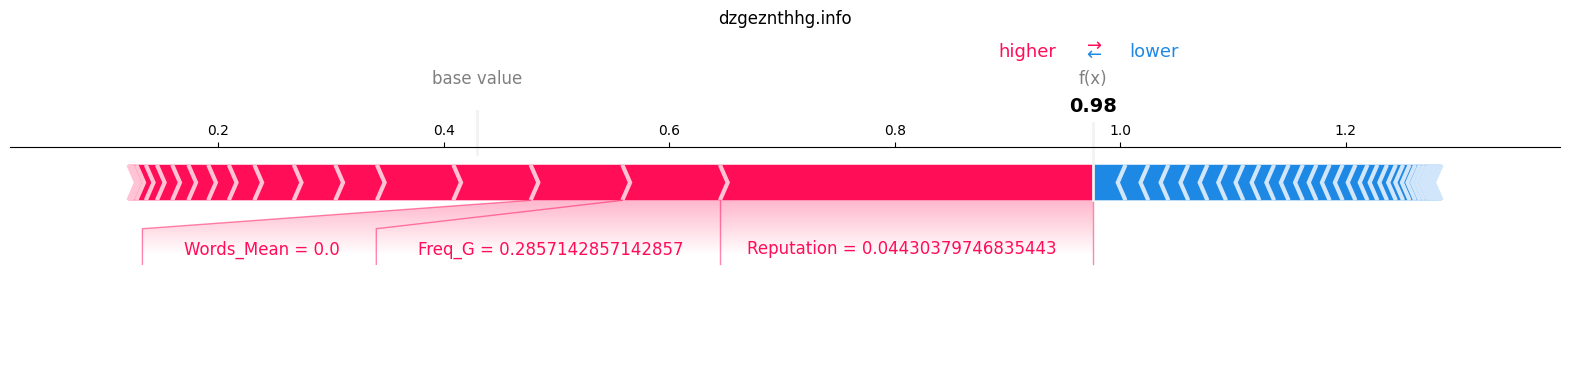 dzgeznthhg.info
higher ⇄ lower
base value f(x)
0.98
0.2 0.4 0.6 0.8 1.0 1.2
Words_Mean = 0.0 Freq_G = 0.2857142857142857 Reputation = 0.04430379746835443